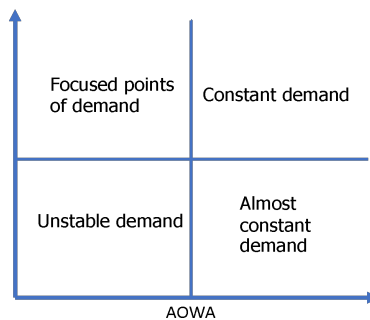 Focused points
of demand
Constant demand
Unstable demand
Almost
constant
demand
AOWA